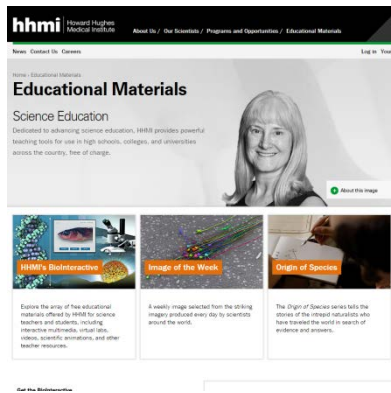 hhmi Howard Hughes
Medical Institute
About Us / Our Scientists / Programs and Opportunities / Educational Materials
News Contact Us Careers
Log in Your
Home › Educational Materials
Educational Materials
Science Education
Dedicated to advancing science education, HHMI provides powerful
teaching tools for use in high schools, colleges, and universities
across the country, free of charge.
About this image
HHMI's BioInteractive
Explore the array of free educational
materials offered by HHMI for science
teachers and students, including
interactive multimedia, virtual labs,
videos, scientific animations, and other
teacher resources.
Image of the Week
A weekly image selected from the striking
imagery produced every day by scientists
around the world.
Origin of Species
The Origin of Species series tells the
stories of the intrepid naturalists who
have traveled the world in search of
evidence and answers.
Get the BioInteractive